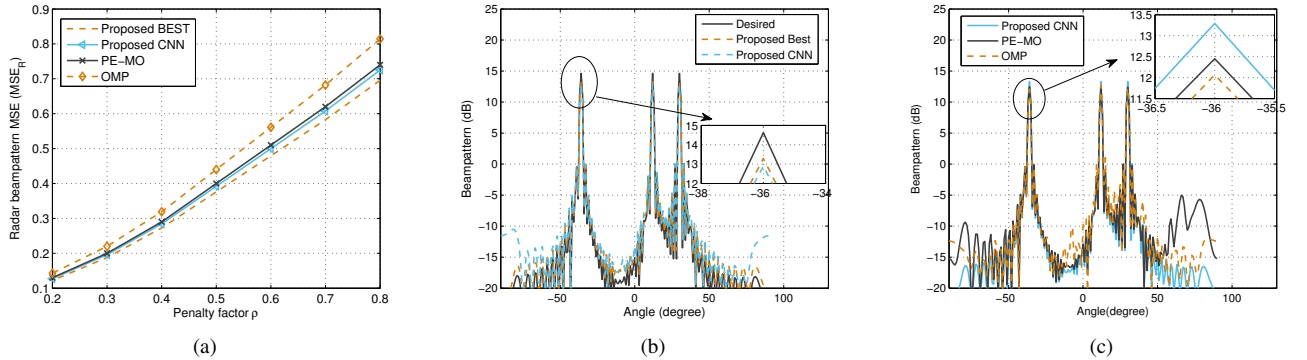 0.9
0.8
0.7
0.6
0.5
0.4
0.3
0.2
0.1
Radar beampattern MSE (MSE_R)
Proposed BEST
Proposed CNN
PE−MO
OMP
0.2 0.3 0.4 0.5 0.6 0.7 0.8
Penalty factor ρ
(a)
25
20
15
10
5
0
−5
−10
−15
−20
Beampattern (dB)
Desired
Proposed Best
Proposed CNN
15
14
13
12
−38 −36 −34
−50 0 50 100
Angle (degree)
(b)
25
20
15
10
5
0
−5
−10
−15
−20
Beampattern (dB)
Proposed CNN
PE−MO
OMP
13.5
13
12.5
12
11.5
−36.5 −36 −35.5
−50 0 50 100
Angle(degree)
(c)